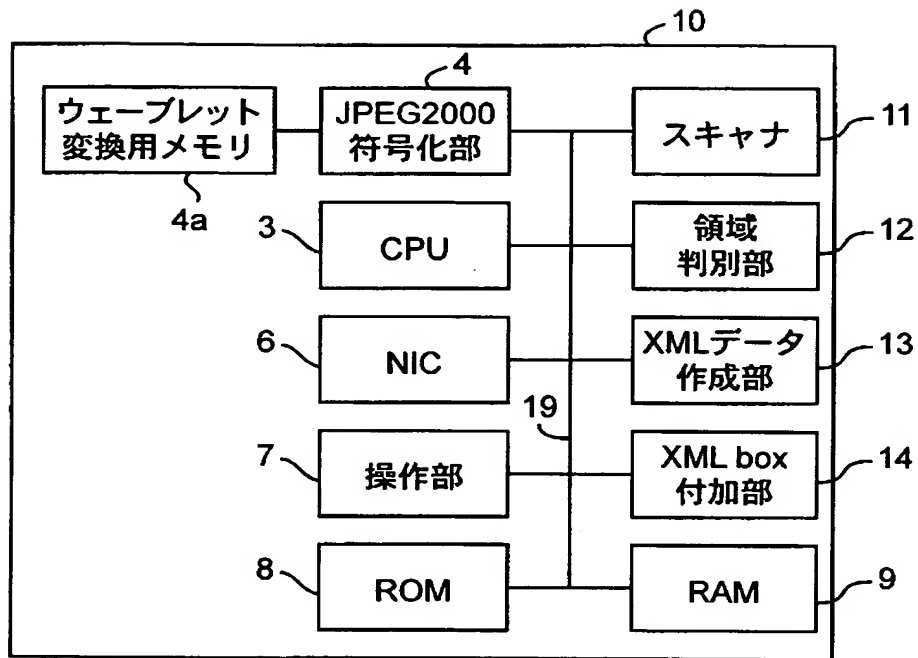 10
4
ウェーブレット
変換用メモリ
4a
JPEG2000
符号化部
スキャナ
11
3
CPU
領域
判別部
12
6
NIC
XMLデータ
作成部
13
19
7
操作部
XML box
付加部
14
8
ROM
RAM
9